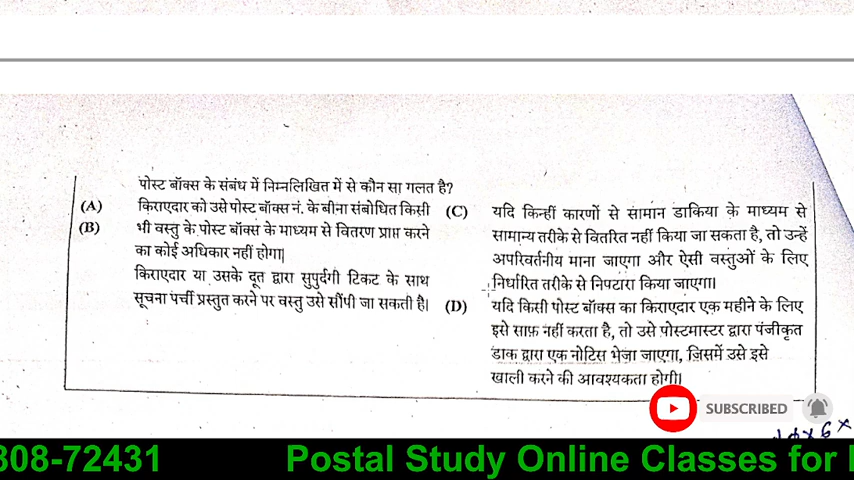 पोस्ट बॉक्स के संबंध में निम्नलिखित में से कौन सा गलत है?
(A) किराएदार को उसे पोस्ट बॉक्स नं. के बीना संबोधित किसी
(B) भी वस्तु के पोस्ट बॉक्स के माध्यम से वितरण प्राप्त करने
का कोई अधिकार नहीं होगा|
किराएदार या उसके दूत द्वारा सुपुर्दगी टिकट के साथ
सूचना पर्ची प्रस्तुत करने पर वस्तु उसे सौंपी जा सकती है।
(C) यदि किन्हीं कारणों से सामान डाकिया के माध्यम से
सामान्य तरीके से वितरित नहीं किया जा सकता है, तो उन्हें
अपरिवर्तनीय माना जाएगा और ऐसी वस्तुओं के लिए
निर्धारित तरीके से निपटारा किया जाएगा।
(D) यदि किसी पोस्ट बॉक्स का किराएदार एक महीने के लिए
इसे साफ़ नहीं करता है, तो उसे पोस्टमास्टर द्वारा पंजीकृत
डाक द्वारा एक नोटिस भेजा जाएगा, जिसमें उसे इसे
खाली करने की आवश्यकता होगी।
SUBSCRIBED
808-72431 Postal Study Online Classes for